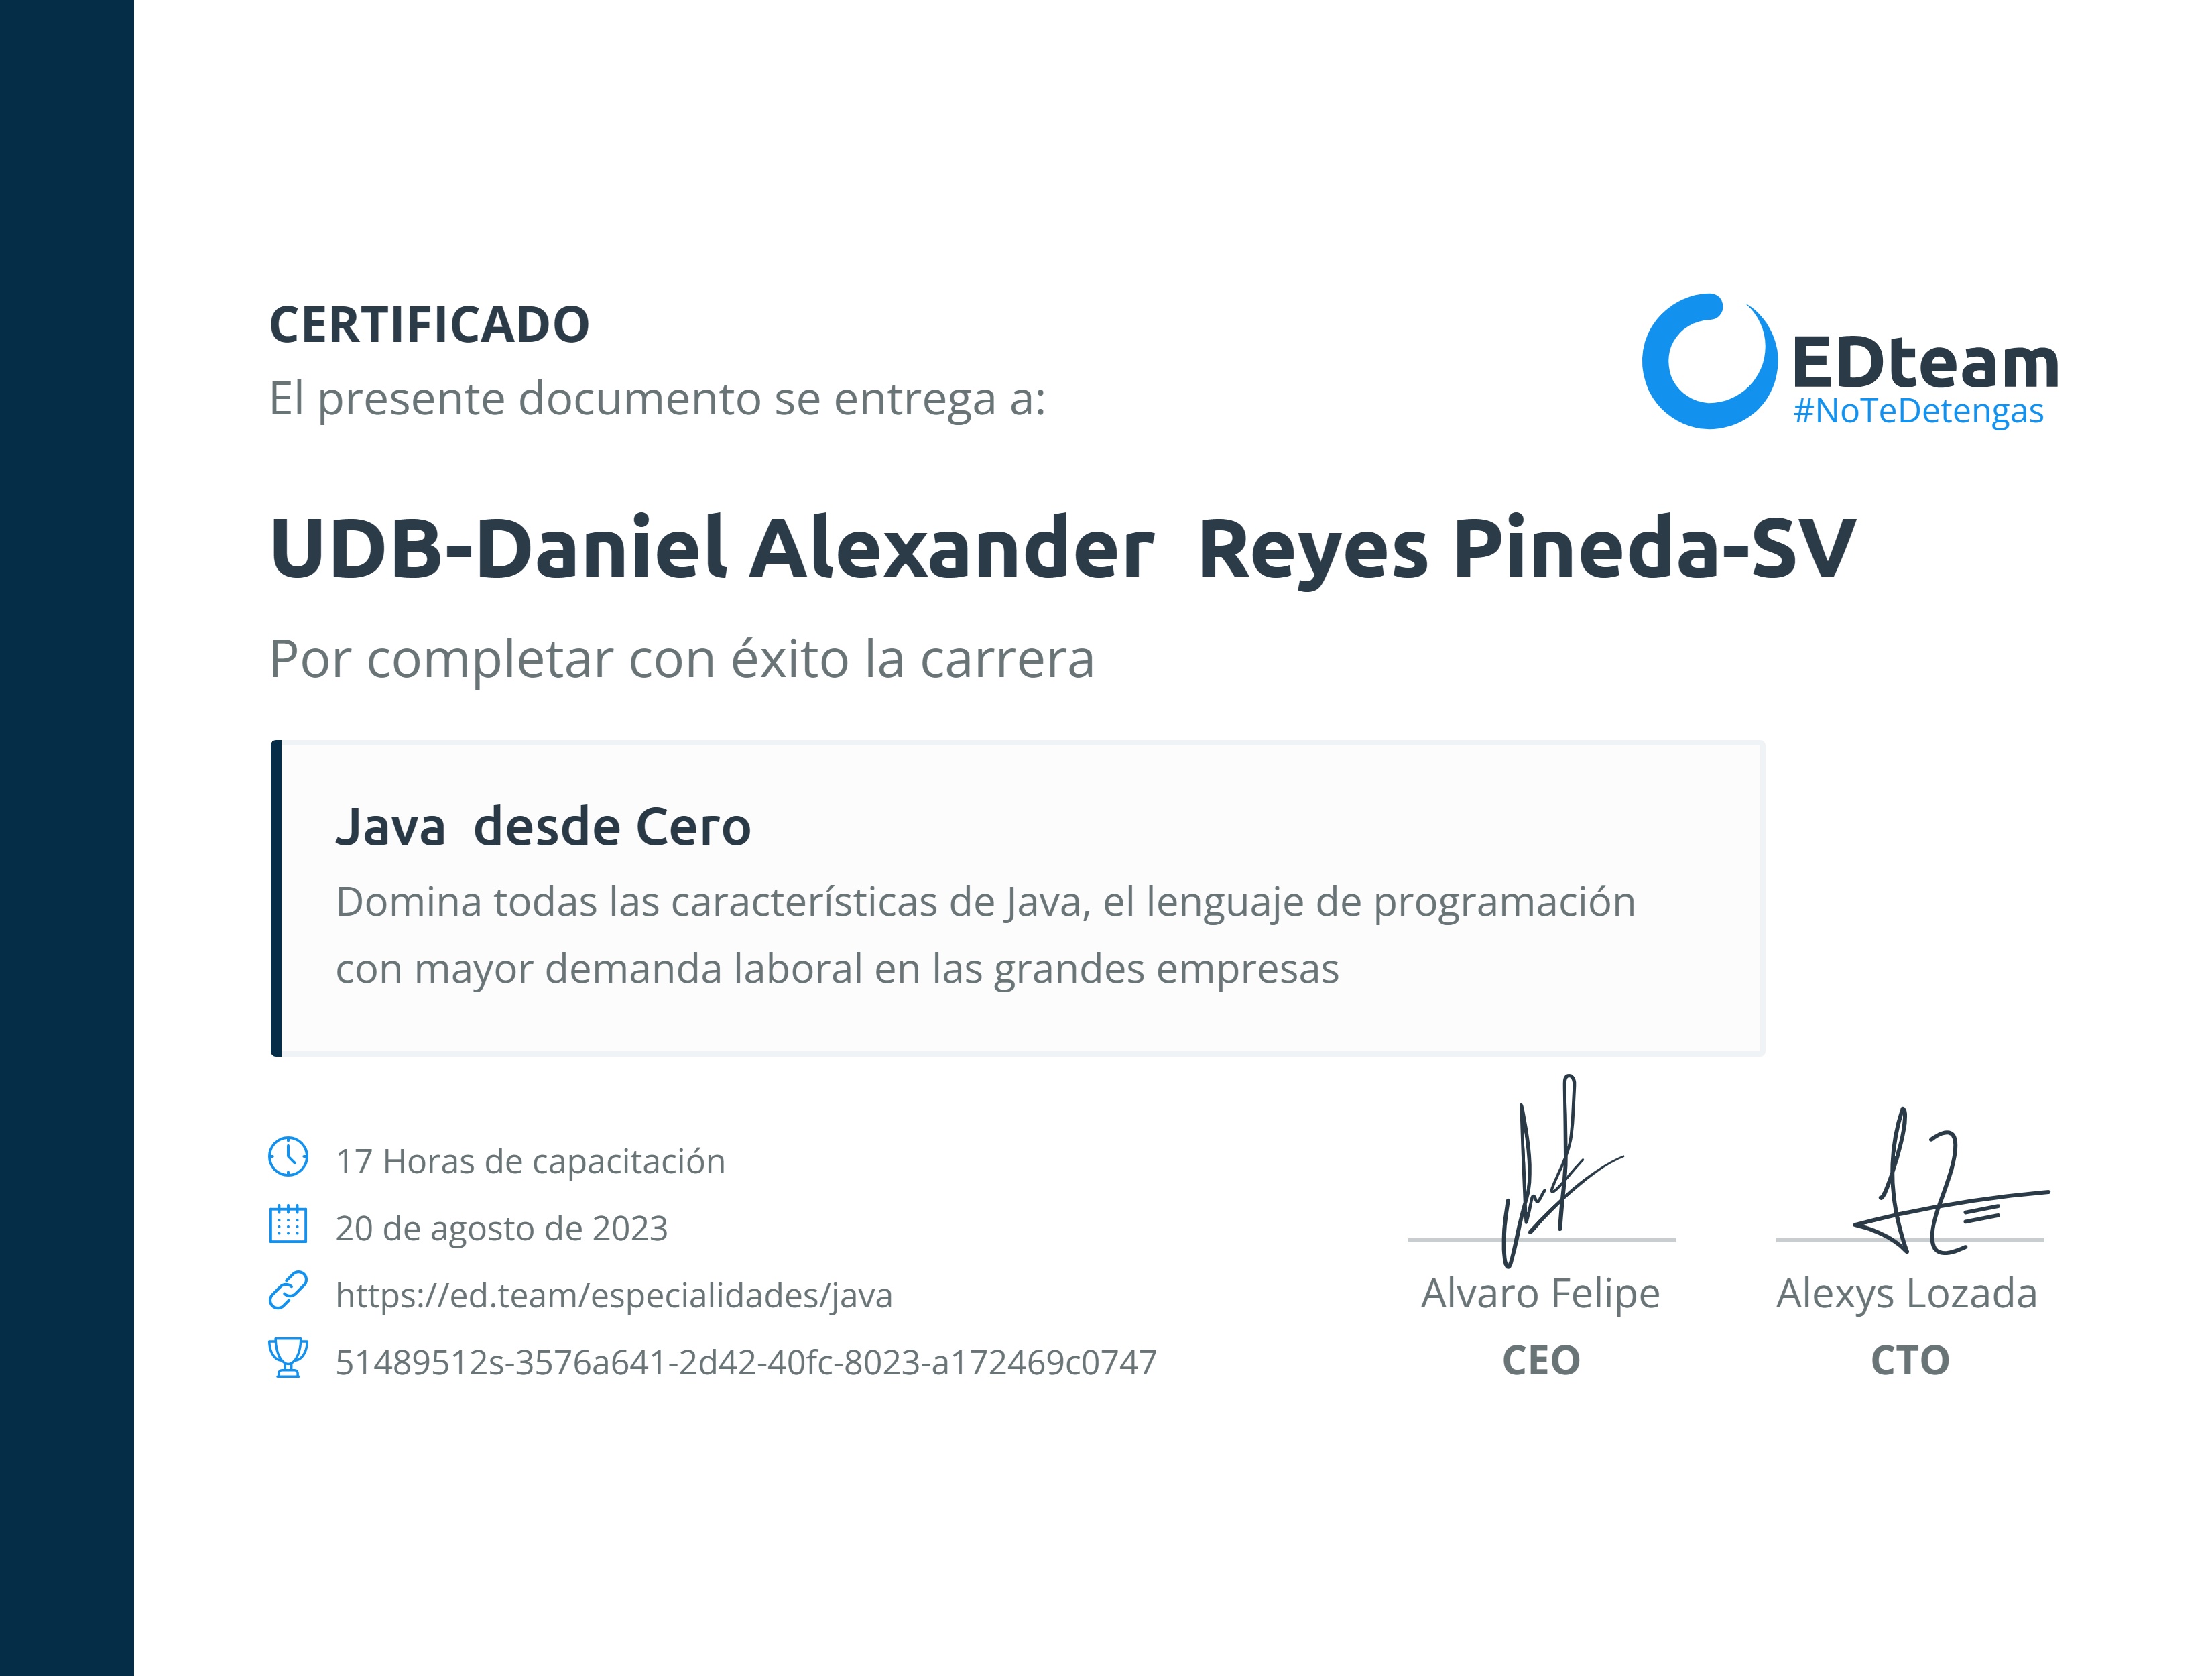 CERTIFICADO
El presente documento se entrega a:
EDteam
#NoTeDetengas
UDB-Daniel Alexander  Reyes Pineda-SV
Por completar con éxito la carrera
Java  desde Cero
Domina todas las características de Java, el lenguaje de programación
con mayor demanda laboral en las grandes empresas
17 Horas de capacitación
20 de agosto de 2023
https://ed.team/especialidades/java
51489512s-3576a641-2d42-40fc-8023-a172469c0747
Alvaro Felipe
CEO
Alexys Lozada
CTO